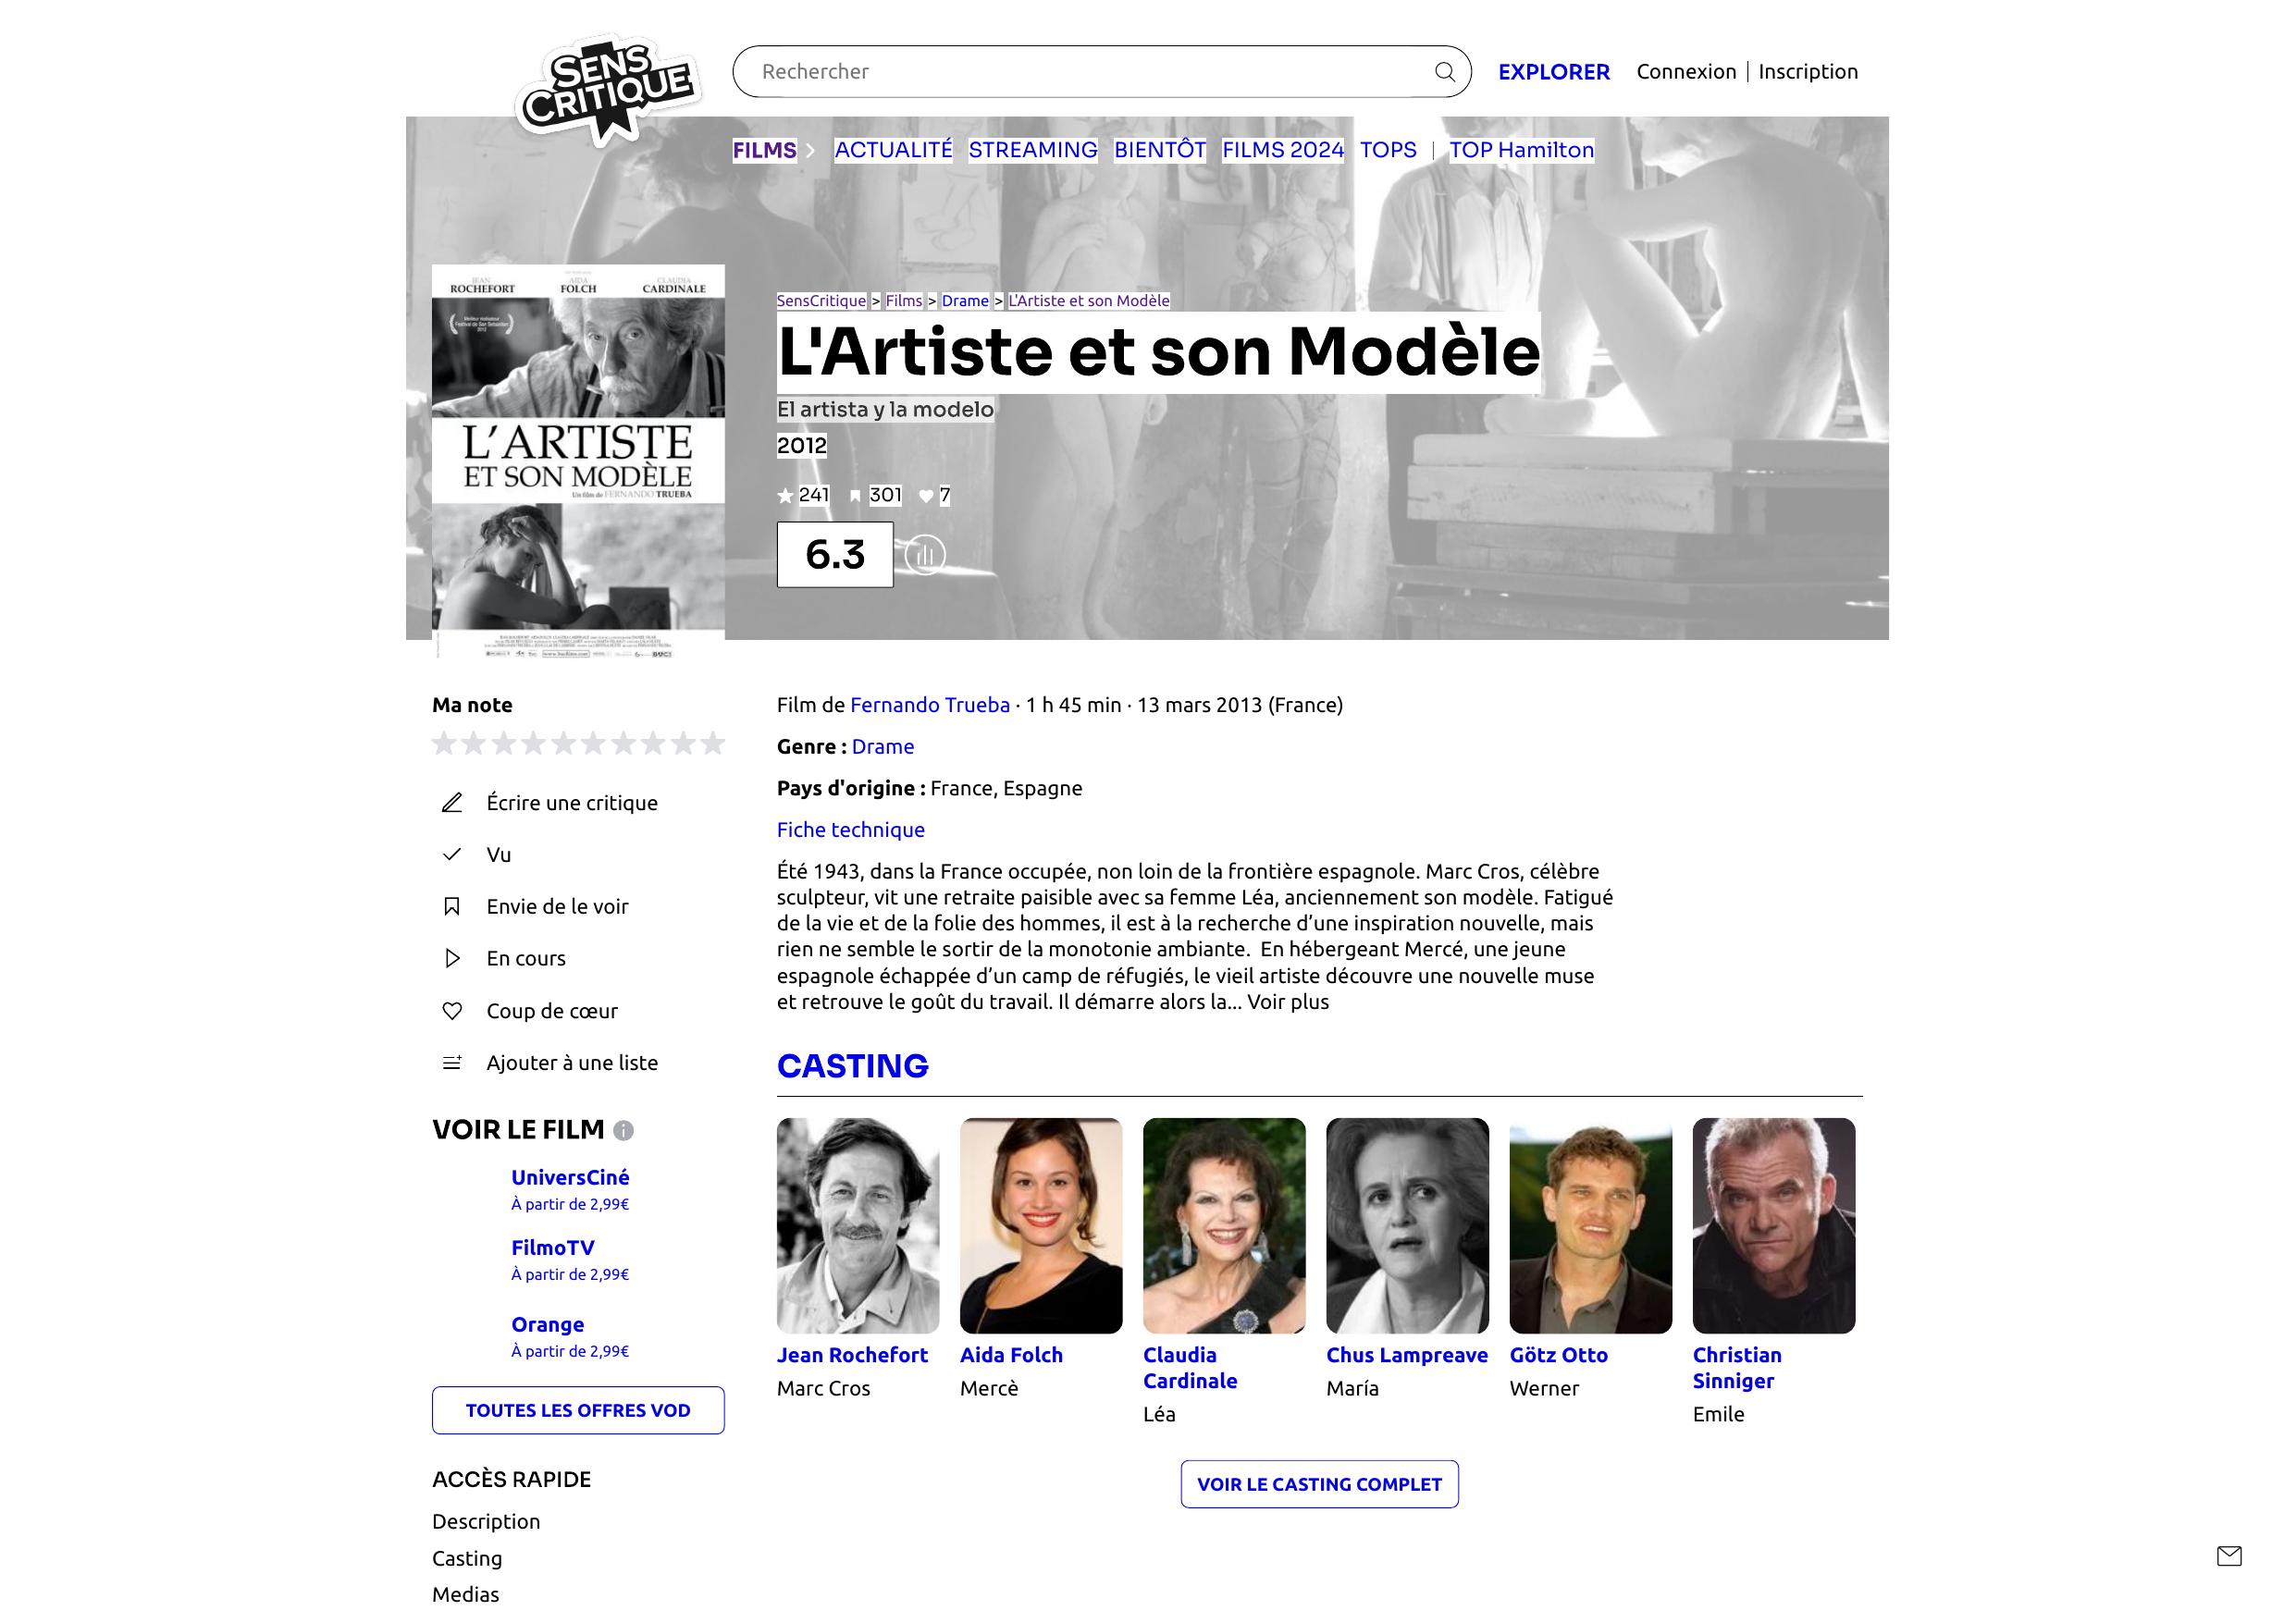 SENS
CRITIQUE
Rechercher
EXPLORER
Connexion | Inscription
FILMS
ACTUALITÉ
STREAMING
BIENTÔT
FILMS 2024
TOPS
|
TOP Hamilton
JEAN
ROCHEFORT
AIDA
FOLCH
CLAUDIA
CARDINALE
Meilleur réalisateur
Festival de San Sebastian
2012
L'ARTISTE
ET SON MODÈLE
Un film de FERNANDO TRUEBA
SensCritique > Films > Drame > L'Artiste et son Modèle
L'Artiste et son Modèle
El artista y la modelo
2012
241
301
7
6.3
Ma note
Écrire une critique
Vu
Envie de le voir
En cours
Coup de cœur
Ajouter à une liste
VOIR LE FILM
UniversCiné
À partir de 2,99€
FilmoTV
À partir de 2,99€
Orange
À partir de 2,99€
TOUTES LES OFFRES VOD
ACCÈS RAPIDE
Description
Casting
Medias
Film de Fernando Trueba · 1 h 45 min · 13 mars 2013 (France)
Genre : Drame
Pays d'origine : France, Espagne
Fiche technique
Été 1943, dans la France occupée, non loin de la frontière espagnole. Marc Cros, célèbre
sculpteur, vit une retraite paisible avec sa femme Léa, anciennement son modèle. Fatigué
de la vie et de la folie des hommes, il est à la recherche d’une inspiration nouvelle, mais
rien ne semble le sortir de la monotonie ambiante.  En hébergeant Mercé, une jeune
espagnole échappée d’un camp de réfugiés, le vieil artiste découvre une nouvelle muse
et retrouve le goût du travail. Il démarre alors la... Voir plus
CASTING
Jean Rochefort
Marc Cros
Aida Folch
Mercè
Claudia
Cardinale
Léa
Chus Lampreave
María
Götz Otto
Werner
Christian
Sinniger
Emile
VOIR LE CASTING COMPLET